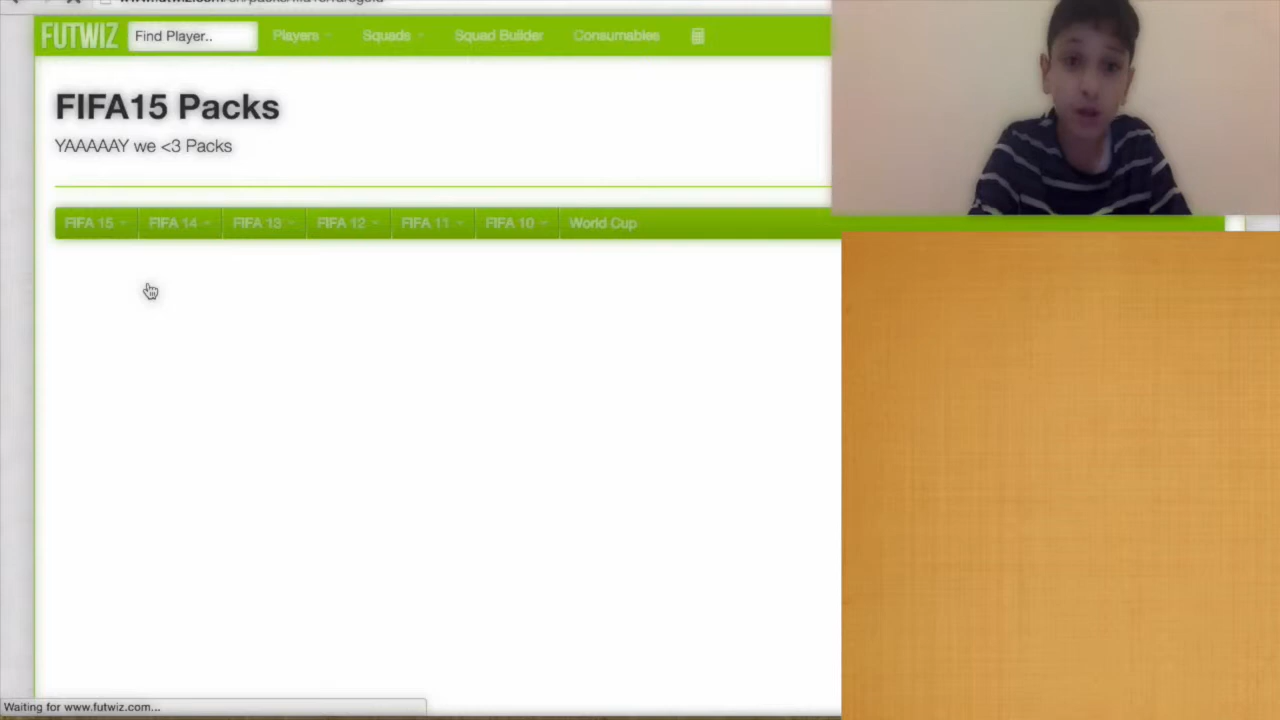 FUTWIZ Find Player.. Players Squads Squad Builder Consumables
FIFA15 Packs
YAAAAAY we <3 Packs
FIFA 15 FIFA 14 FIFA 13 FIFA 12 FIFA 11 FIFA 10 World Cup
Waiting for www.futwiz.com...